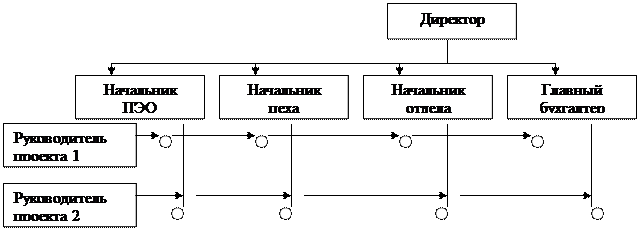 Директор
Начальник
ПЭО
Начальник
цеха
Начальник
отдела
Главный
бухгалтер
Руководитель
проекта 1
Руководитель
проекта 2